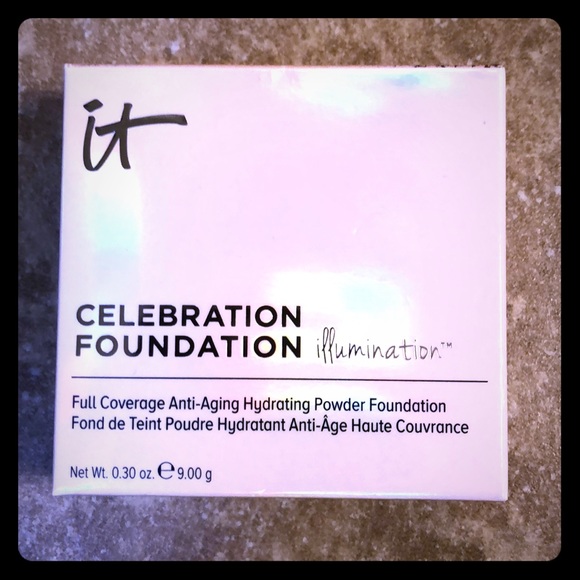 it
CELEBRATION
FOUNDATION illumination™
Full Coverage Anti-Aging Hydrating Powder Foundation
Fond de Teint Poudre Hydratant Anti-Âge Haute Couvrance
Net Wt. 0.30 oz. ℮ 9.00 g